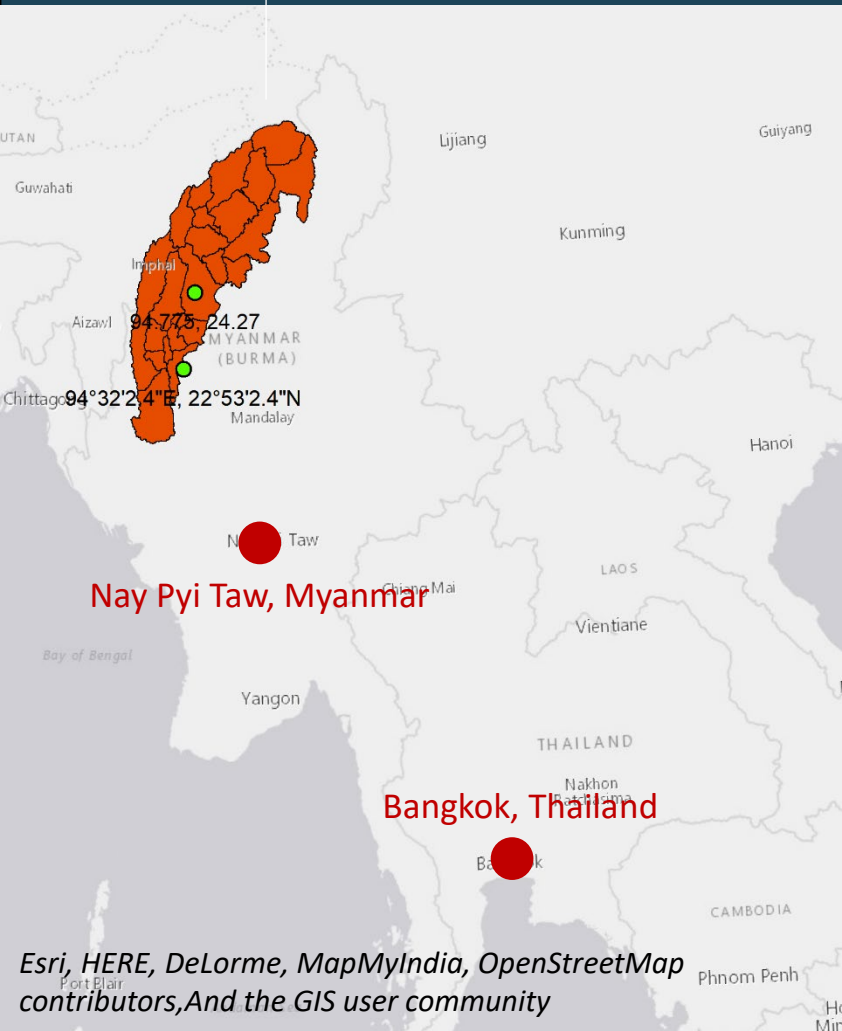 UTAN
Lijiang
Guiyang
Guwahati
Kunming
Imphal
Aizawl
94.775, 24.27
MYANMAR
(BURMA)
94°32'2.4"E, 22°53'2.4"N
Mandalay
Hanoi
Taw
Nay Pyi Taw, Myanmar
Chiang Mai
LAOS
Vientiane
Bay of Bengal
Yangon
THAILAND
Nakhon
Ratchasima
Bangkok, Thailand
CAMBODIA
Esri, HERE, DeLorme, MapMyIndia, OpenStreetMap
Port Blair
Phnom Penh
contributors,And the GIS user community